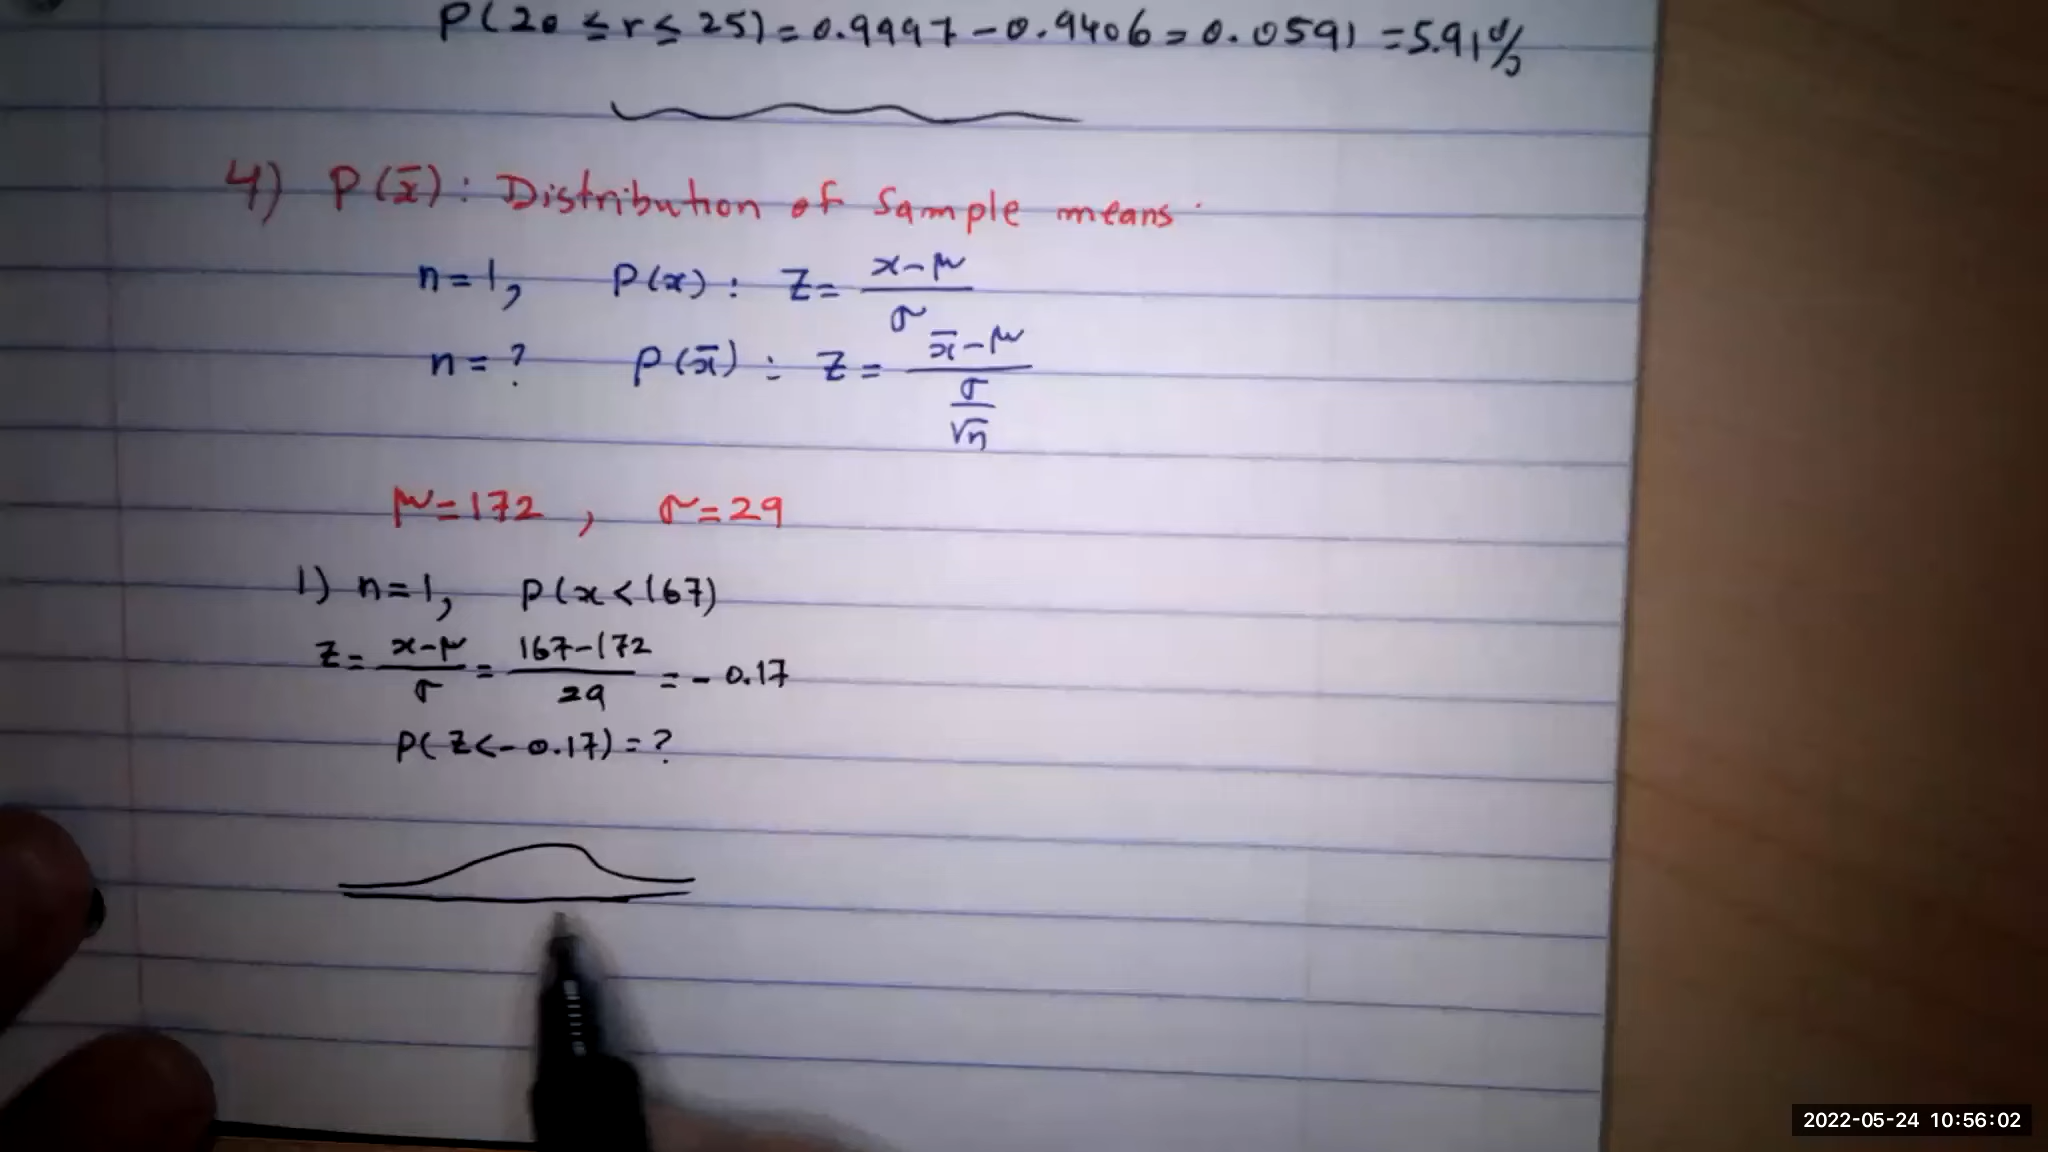 P(20 ≤ r ≤ 25) = 0.9997 - 0.9406 = 0.0591 = 5.91%
4) P(x̄): Distribution of Sample means.
n=1, P(x): Z = x-μ / σ
n=? P(x̄): Z = x̄-μ / σ/√n
μ=172, σ=29
1) n=1, P(x<167)
Z = x-μ / σ = 167-172 / 29 = -0.17
P(Z<-0.17)=?
2022-05-24 10:56:02